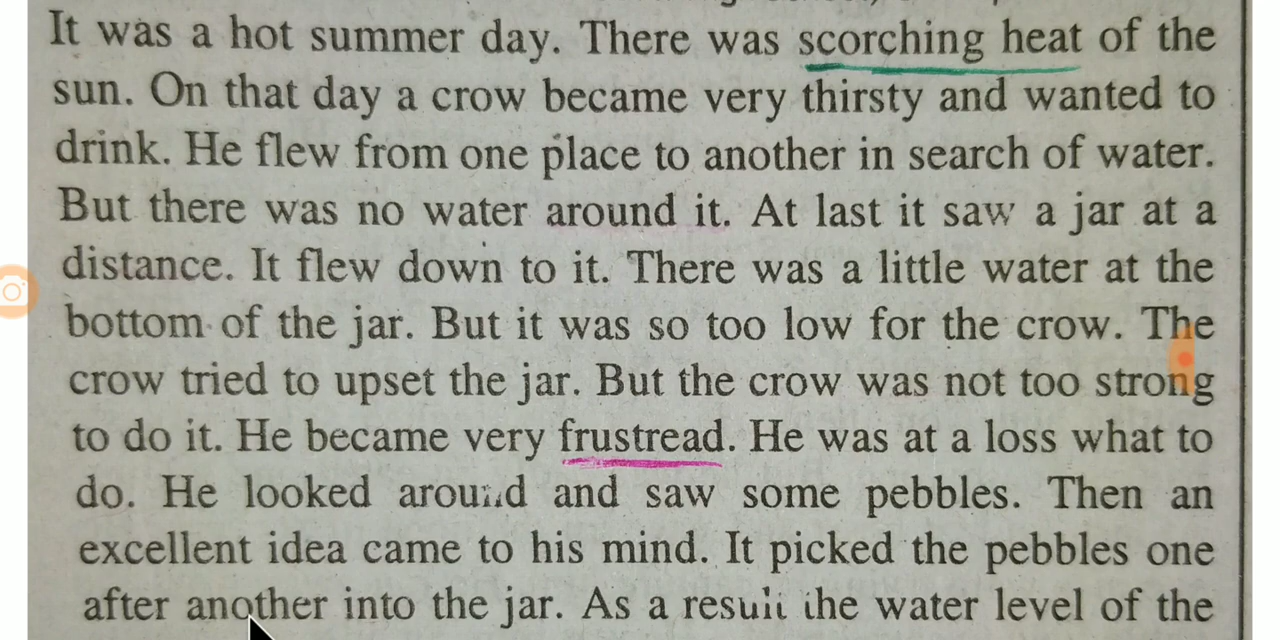 It was a hot summer day. There was scorching heat of the
sun. On that day a crow became very thirsty and wanted to
drink. He flew from one place to another in search of water.
But there was no water around it. At last it saw a jar at a
distance. It flew down to it. There was a little water at the
bottom of the jar. But it was so too low for the crow. The
crow tried to upset the jar. But the crow was not too strong
to do it. He became very frustread. He was at a loss what to
do. He looked around and saw some pebbles. Then an
excellent idea came to his mind. It picked the pebbles one
after another into the jar. As a result the water level of the